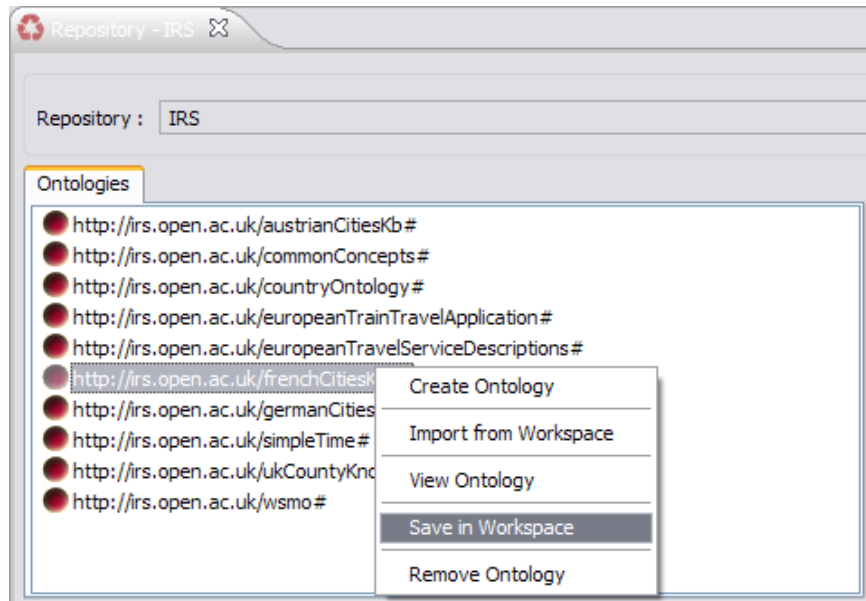 Repository - IRS
Repository : IRS
Ontologies
http://irs.open.ac.uk/austrianCitiesKb#
http://irs.open.ac.uk/commonConcepts#
http://irs.open.ac.uk/countryOntology#
http://irs.open.ac.uk/europeanTrainTravelApplication#
http://irs.open.ac.uk/europeanTravelServiceDescriptions#
http://irs.open.ac.uk/frenchCitiesK
http://irs.open.ac.uk/germanCities
http://irs.open.ac.uk/simpleTime#
http://irs.open.ac.uk/ukCountyKno
http://irs.open.ac.uk/wsmo#
Create Ontology
Import from Workspace
View Ontology
Save in Workspace
Remove Ontology